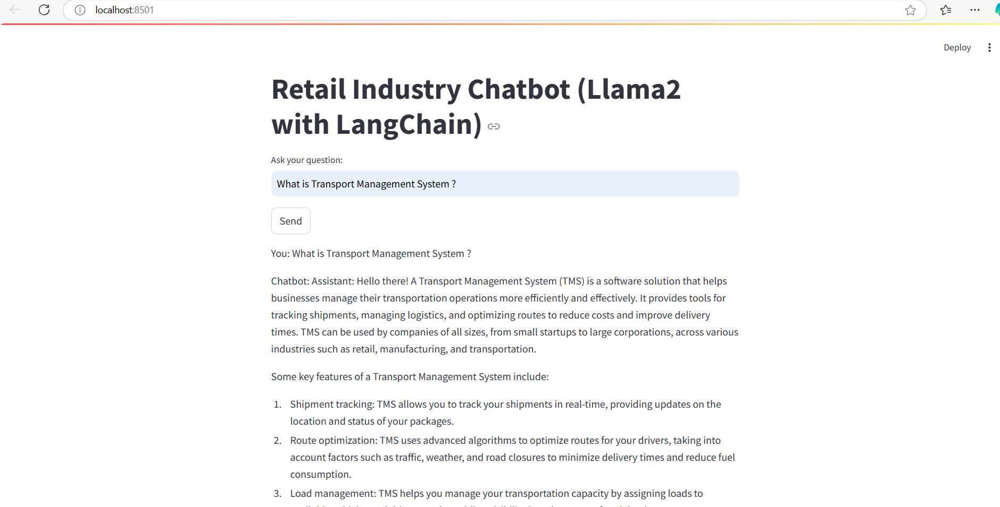 localhost:8501
Deploy
Retail Industry Chatbot (Llama2
with LangChain)
Ask your question:
What is Transport Management System ?
Send
You: What is Transport Management System ?
Chatbot: Assistant: Hello there! A Transport Management System (TMS) is a software solution that helps
businesses manage their transportation operations more efficiently and effectively. It provides tools for
tracking shipments, managing logistics, and optimizing routes to reduce costs and improve delivery
times. TMS can be used by companies of all sizes, from small startups to large corporations, across various
industries such as retail, manufacturing, and transportation.
Some key features of a Transport Management System include:
1. Shipment tracking: TMS allows you to track your shipments in real-time, providing updates on the
location and status of your packages.
2. Route optimization: TMS uses advanced algorithms to optimize routes for your drivers, taking into
account factors such as traffic, weather, and road closures to minimize delivery times and reduce fuel
consumption.
3. Load management: TMS helps you manage your transportation capacity by assigning loads to